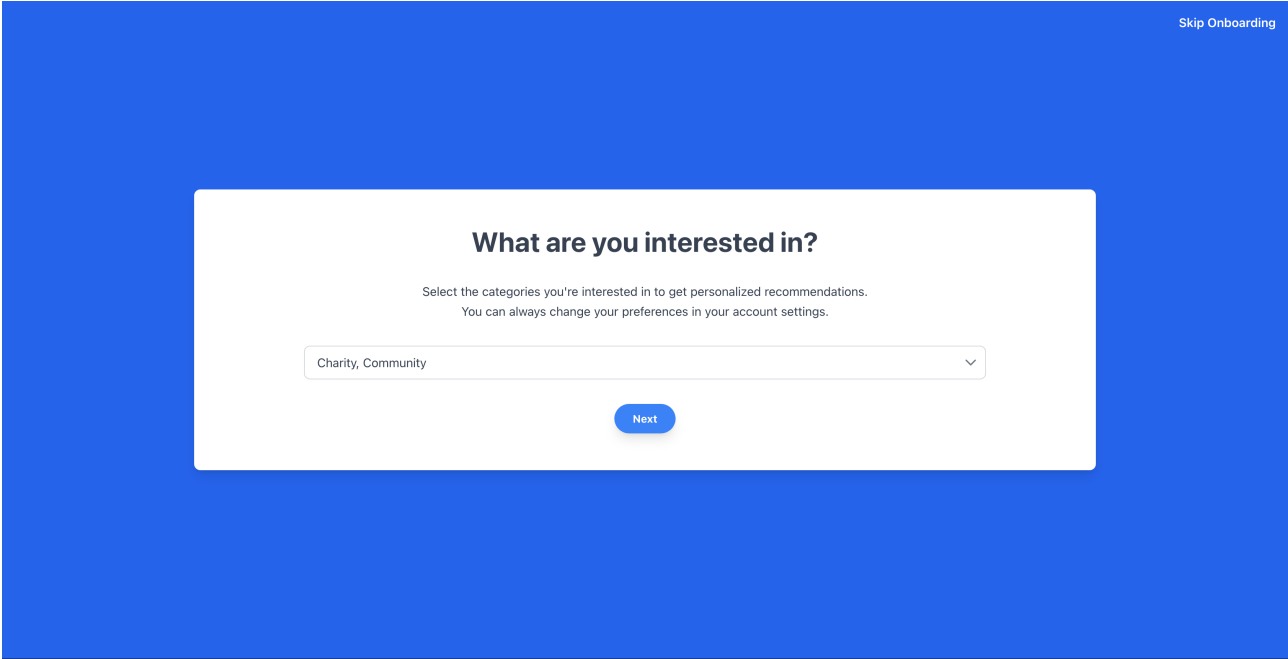 Skip Onboarding
What are you interested in?
Select the categories you're interested in to get personalized recommendations.
You can always change your preferences in your account settings.
Charity, Community
Next